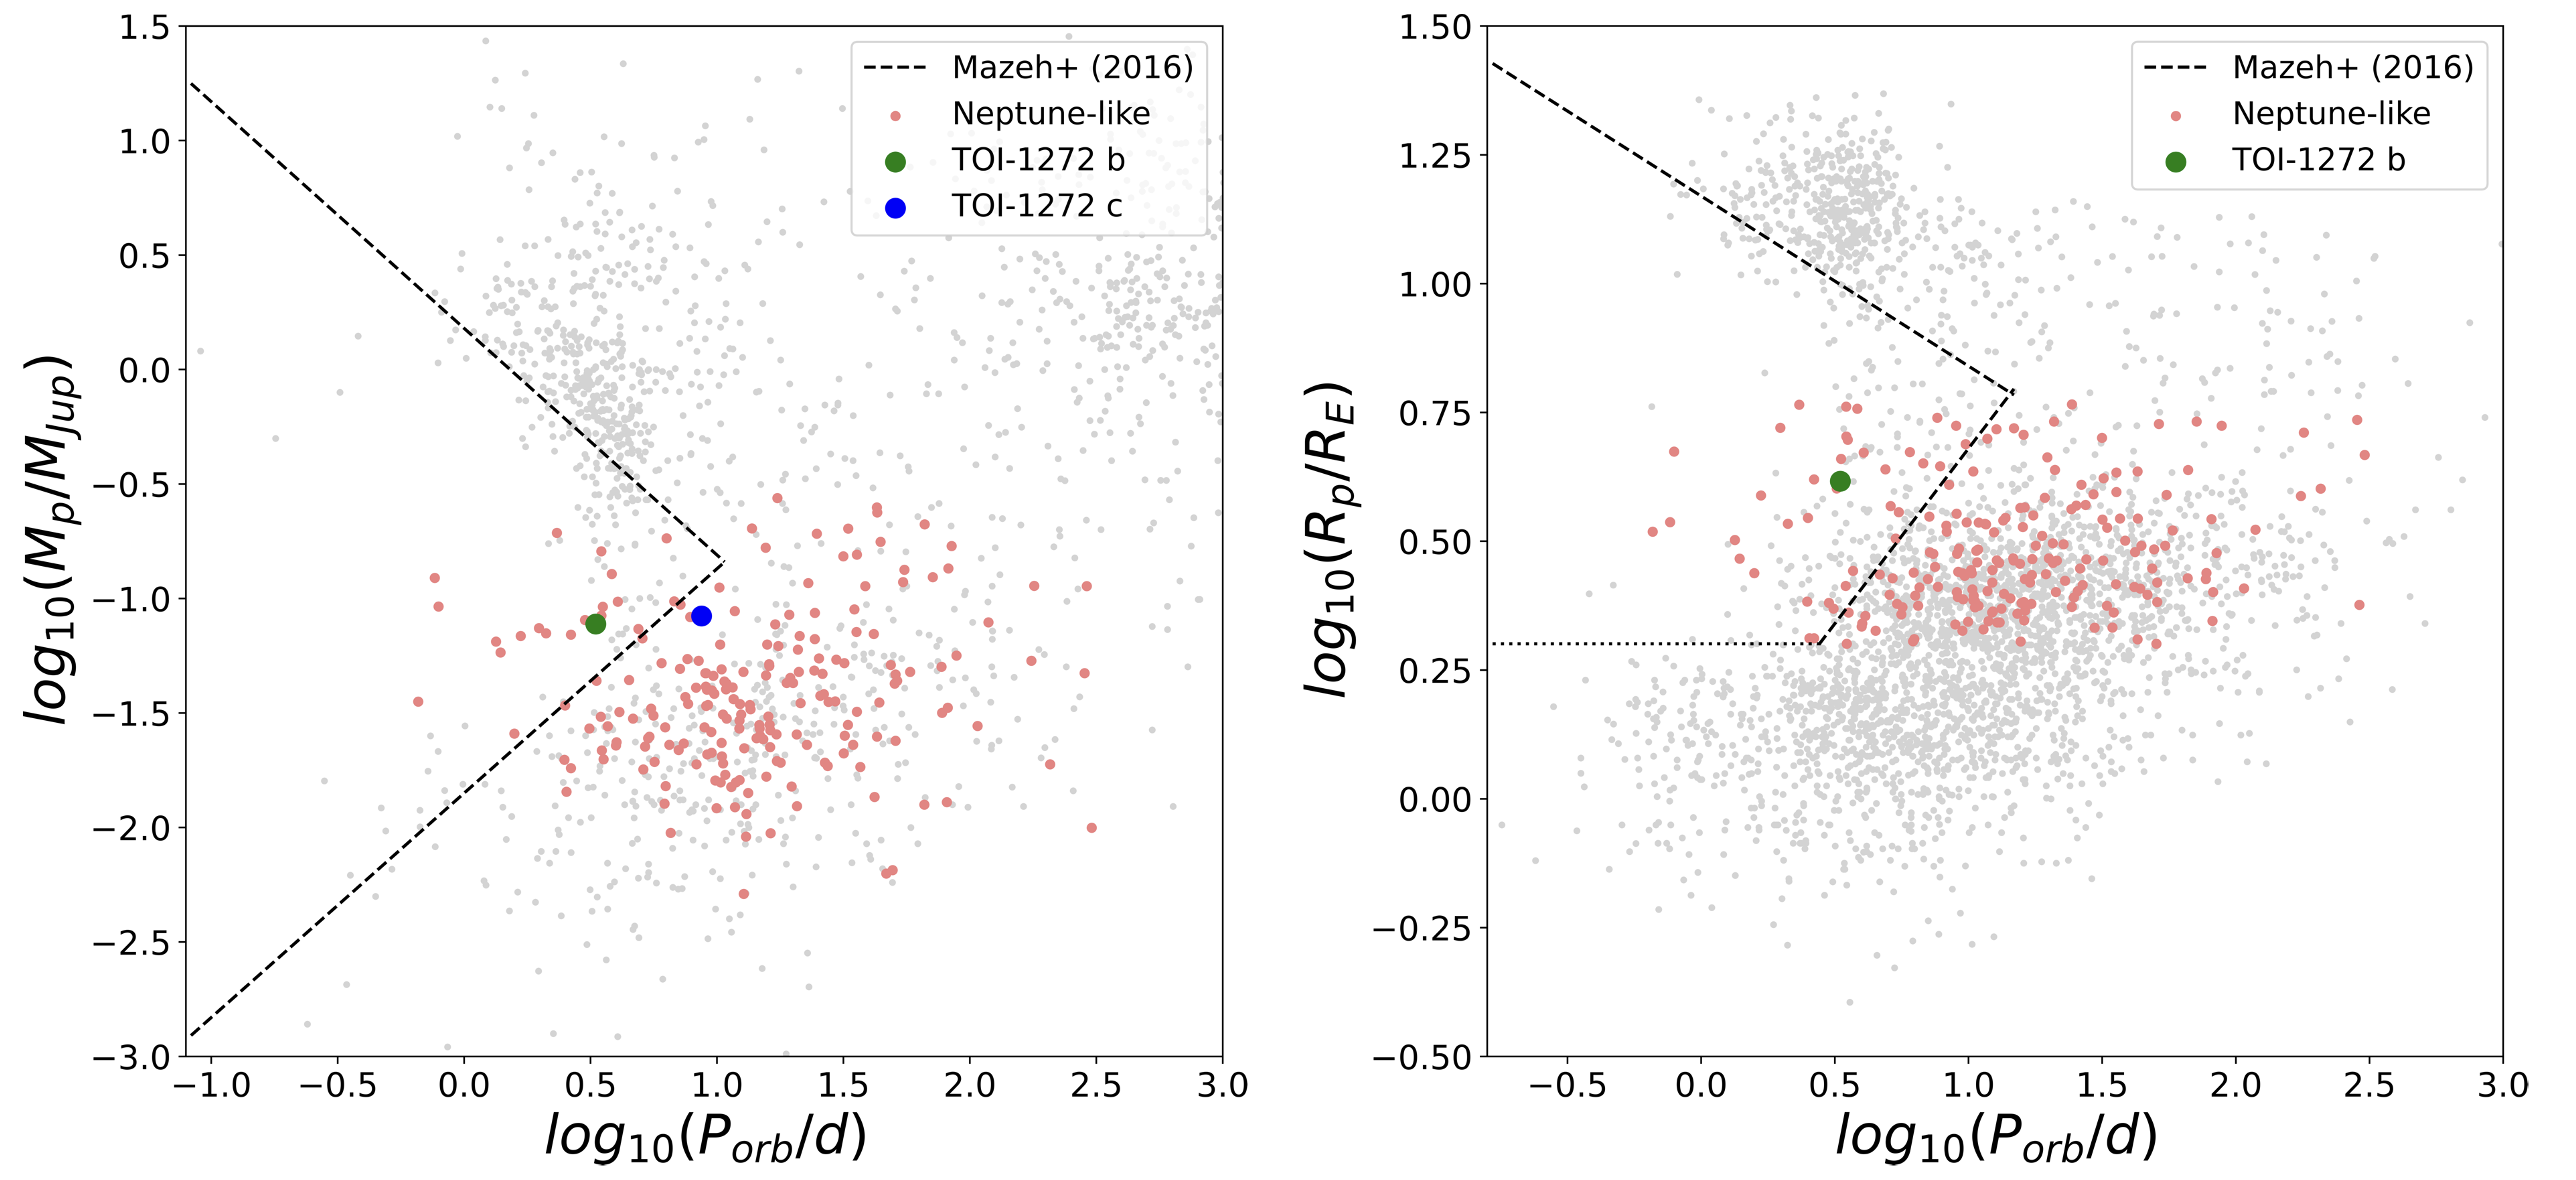 1.5
1.0
0.5
0.0
−0.5
−1.0
−1.5
−2.0
−2.5
−3.0
log10(Mp/MJup)
−1.0 −0.5 0.0 0.5 1.0 1.5 2.0 2.5 3.0
log10(Porb/d)
Mazeh+ (2016)
Neptune-like
TOI-1272 b
TOI-1272 c
1.50
1.25
1.00
0.75
0.50
0.25
0.00
−0.25
−0.50
log10(Rp/RE)
−0.5 0.0 0.5 1.0 1.5 2.0 2.5 3.0
log10(Porb/d)
Mazeh+ (2016)
Neptune-like
TOI-1272 b